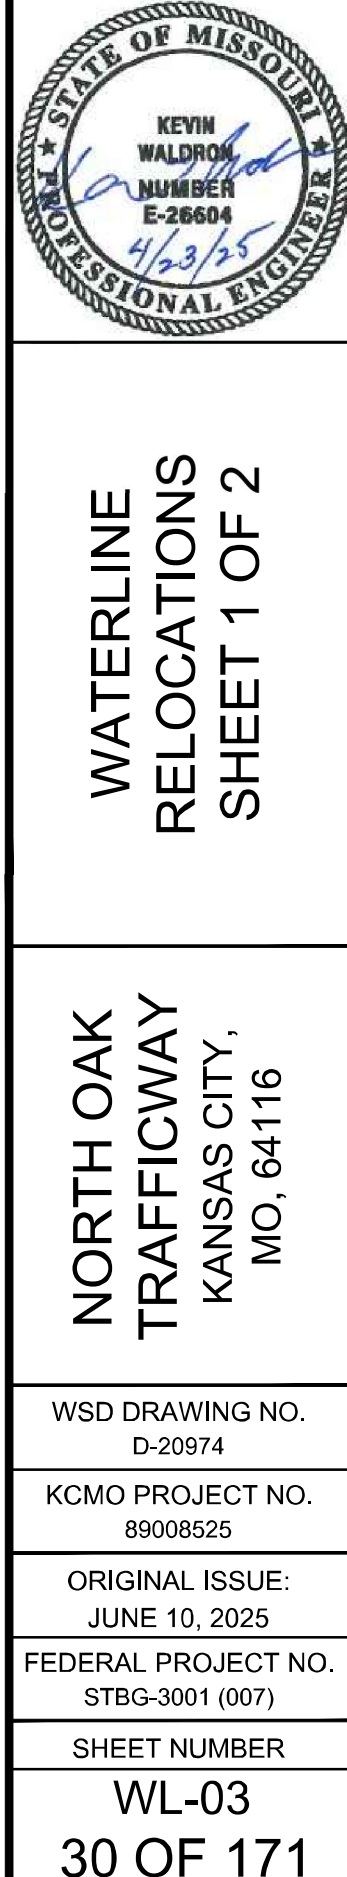 STATE OF MISSOURI
KEVIN
WALDRON
NUMBER
E-26604
4/23/25
PROFESSIONAL ENGINEER
WATERLINE
RELOCATIONS
SHEET 1 OF 2
NORTH OAK
TRAFFICWAY
KANSAS CITY,
MO, 64116
WSD DRAWING NO.
D-20974
KCMO PROJECT NO.
89008525
ORIGINAL ISSUE:
JUNE 10, 2025
FEDERAL PROJECT NO.
STBG-3001 (007)
SHEET NUMBER
WL-03
30 OF 171